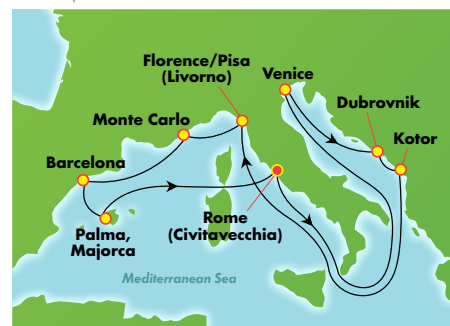 Florence/Pisa
(Livorno)
Venice
Dubrovnik
Monte Carlo
Kotor
Barcelona
Palma,
Majorca
Rome
(Civitavecchia)
Mediterranean Sea